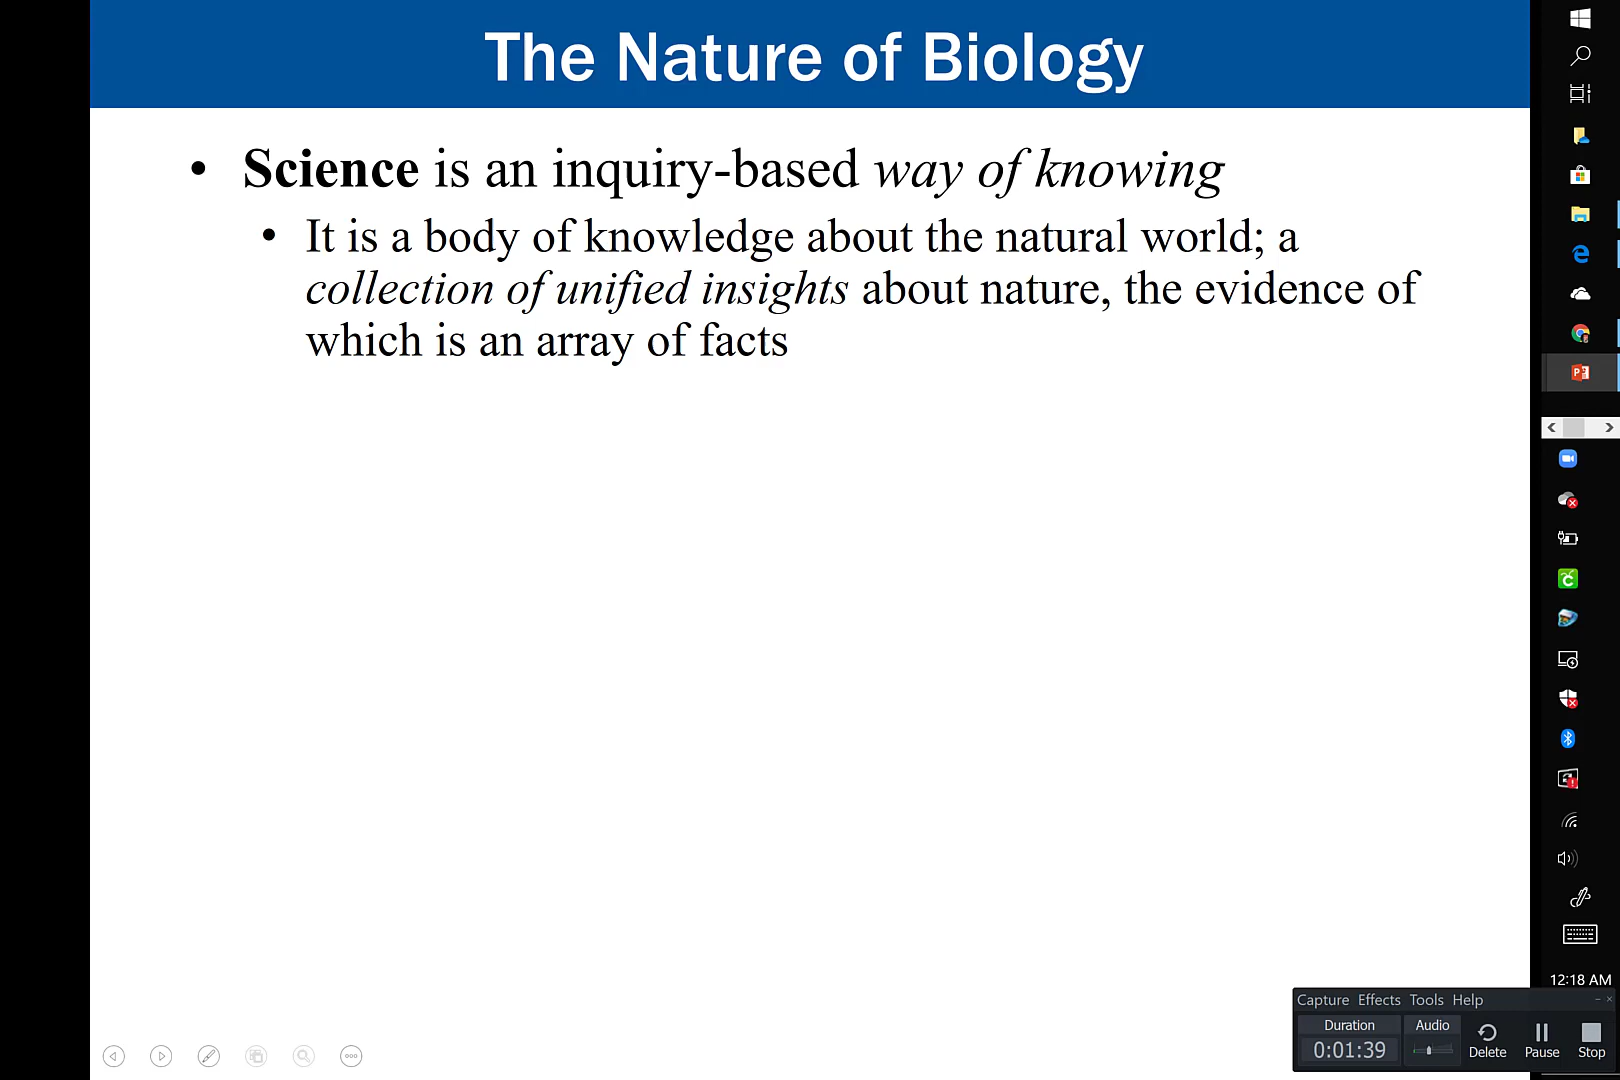 The Nature of Biology
• Science is an inquiry-based way of knowing
• It is a body of knowledge about the natural world; a
collection of unified insights about nature, the evidence of
which is an array of facts
12:18 AM
Capture Effects Tools Help
Duration Audio
0:01:39 Delete Pause Stop